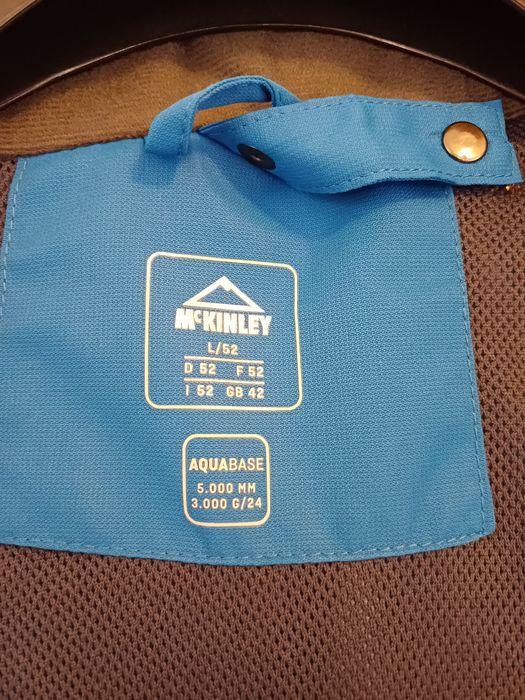 McKINLEY
L/52
D 52 F 52
I 52 GB 42
AQUABASE
5.000 MM
3.000 G/24